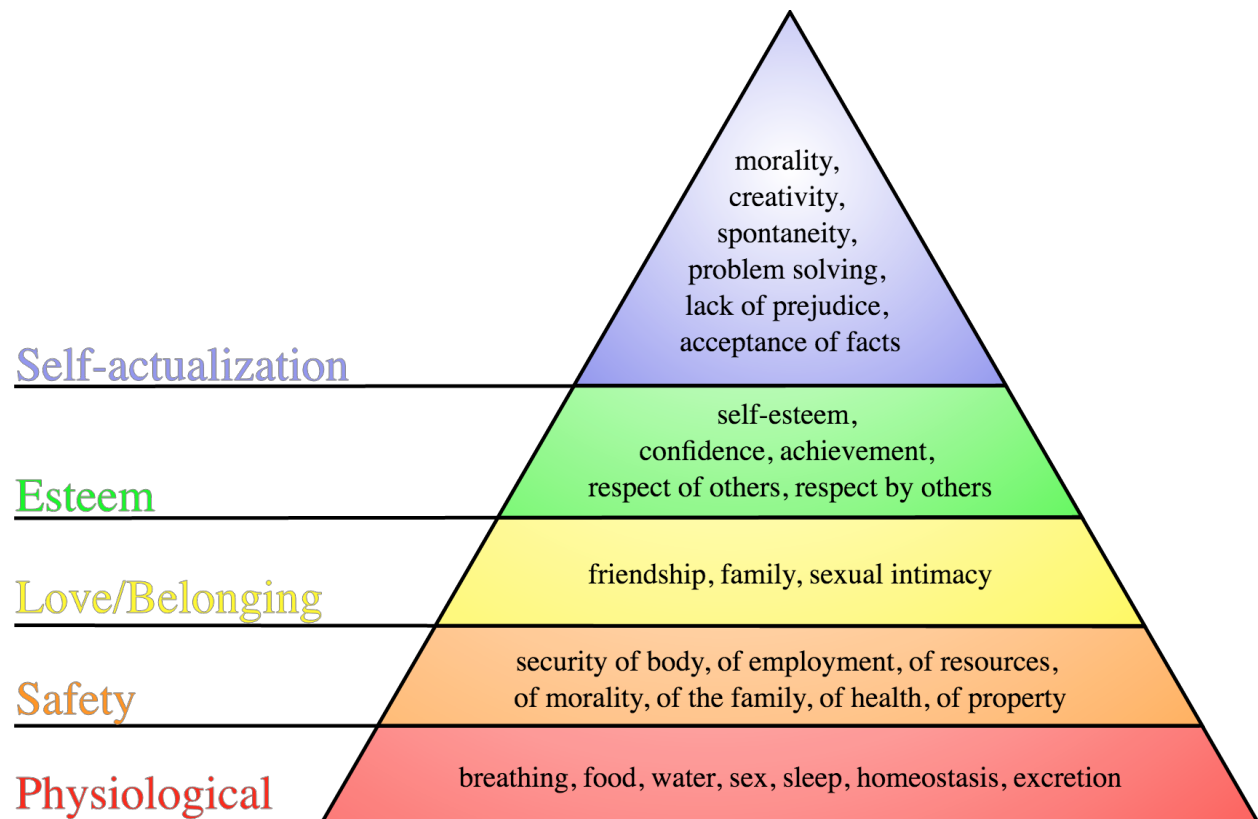 morality,
creativity,
spontaneity,
problem solving,
lack of prejudice,
acceptance of facts
Self-actualization
self-esteem,
confidence, achievement,
respect of others, respect by others
Esteem
friendship, family, sexual intimacy
Love/Belonging
security of body, of employment, of resources,
of morality, of the family, of health, of property
Safety
breathing, food, water, sex, sleep, homeostasis, excretion
Physiological